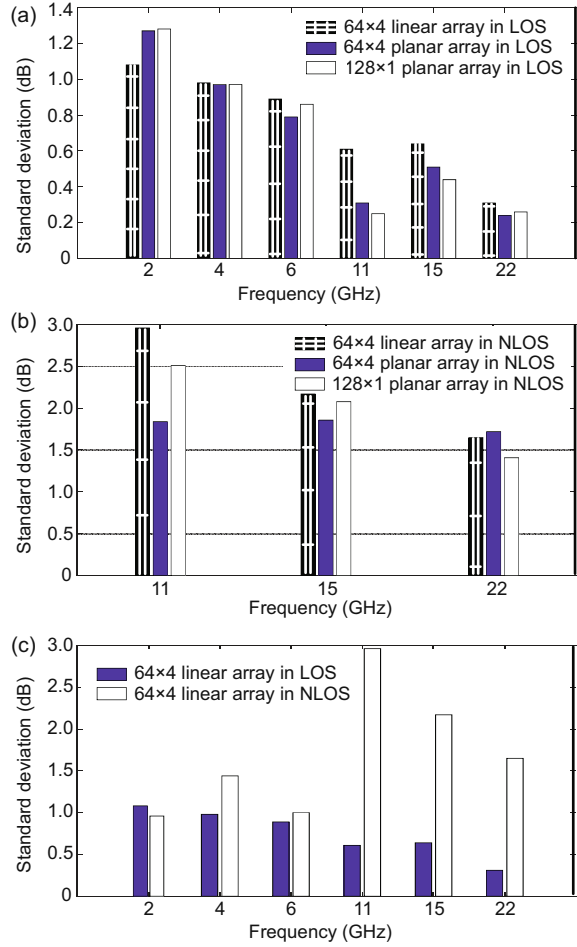 (a)
1.4
1.2
1.0
0.8
0.6
0.4
0.2
0
Standard deviation (dB)
64×4 linear array in LOS
64×4 planar array in LOS
128×1 planar array in LOS
2 4 6 11 15 22
Frequency (GHz)
(b)
3.0
2.5
2.0
1.5
1.0
0.5
0
Standard deviation (dB)
64×4 linear array in NLOS
64×4 planar array in NLOS
128×1 planar array in NLOS
11 15 22
Frequency (GHz)
(c)
3.0
2.5
2.0
1.5
1.0
0.5
0
Standard deviation (dB)
64×4 linear array in LOS
64×4 linear array in NLOS
2 4 6 11 15 22
Frequency (GHz)